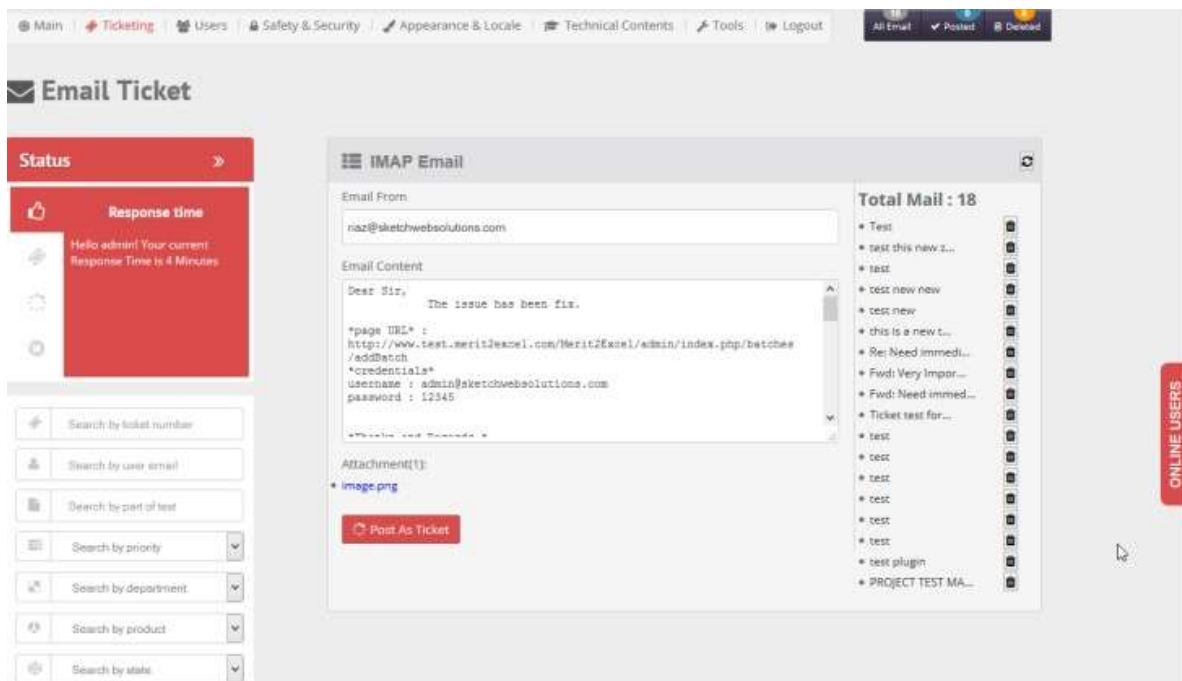 Main Ticketing Users Safety & Security Appearance & Locale Technical Contents Tools Logout
All Email Posted Deleted
Email Ticket
Status
Response time
Hello admin! Your current
Response Time is 4 Minutes
Search by ticket number
Search by user email
Search by part of text
Search by priority
Search by department
Search by product
Search by state
IMAP Email
Email From
riaz@sketchwebsolutions.com
Email Content
Dear Sir,
The issue has been fix.
*page URL* :
http://www.test.merit2excel.com/Merit2Excel/admin/index.php/batches
/addBatch
*credentials*
username : admin@sketchwebsolutions.com
password : 12345
*Thanks and Regards *
Attachment(1):
image.png
Post As Ticket
Total Mail : 18
Test
test this new z...
test
test new new
test new
this is a new t...
Re: Need immedi...
Fwd: Very Impor...
Fwd: Need immed...
Ticket test for...
test
test
test
test
test
test
test plugin
PROJECT TEST MA...
ONLINE USERS